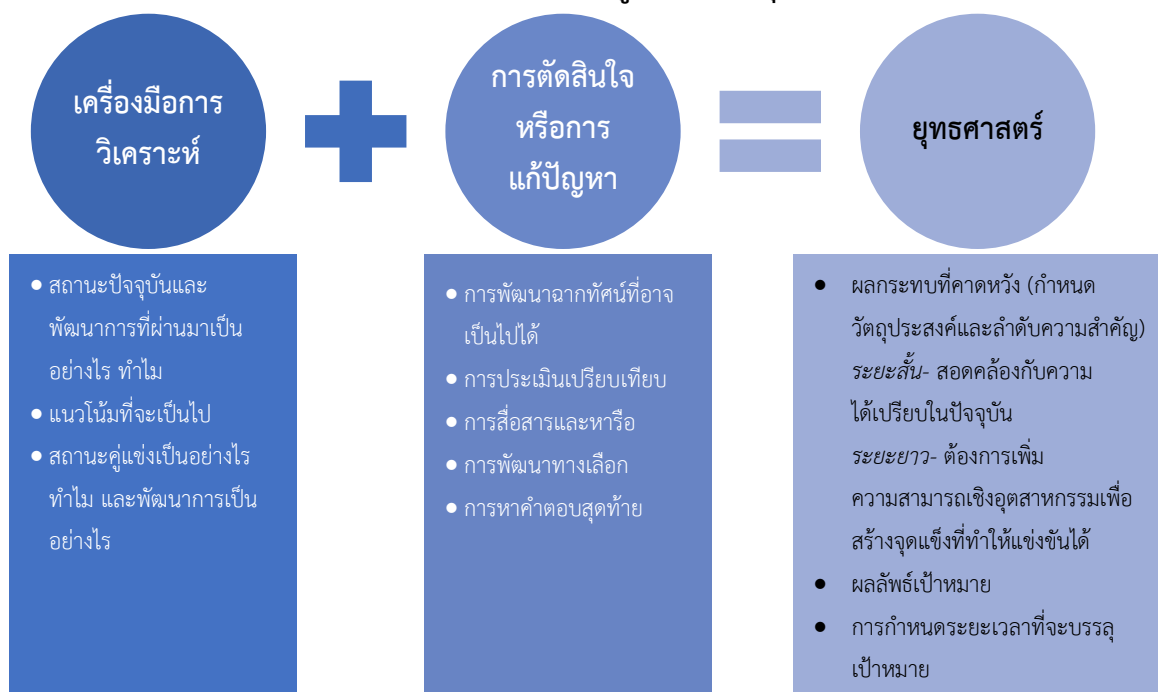 เครื่องมือการ
วิเคราะห์
การตัดสินใจ
หรือการ
แก้ปัญหา
ยุทธศาสตร์
● สถานะปัจจุบันและ
พัฒนาการที่ผ่านมาเป็น
อย่างไร ทำไม
● แนวโน้มที่จะเป็นไป
● สถานะคู่แข่งเป็นอย่างไร
ทำไม และพัฒนาการเป็น
อย่างไร
● การพัฒนาฉากทัศน์ที่อาจ
เป็นไปได้
● การประเมินเปรียบเทียบ
● การสื่อสารและหารือ
● การพัฒนาทางเลือก
● การหาคำตอบสุดท้าย
● ผลกระทบที่คาดหวัง (กำหนด
วัตถุประสงค์และลำดับความสำคัญ)
ระยะสั้น- สอดคล้องกับความ
ได้เปรียบในปัจจุบัน
ระยะยาว- ต้องการเพิ่ม
ความสามารถเชิงอุตสาหกรรมเพื่อ
สร้างจุดแข็งที่ทำให้แข่งขันได้
● ผลลัพธ์เป้าหมาย
● การกำหนดระยะเวลาที่จะบรรลุ
เป้าหมาย